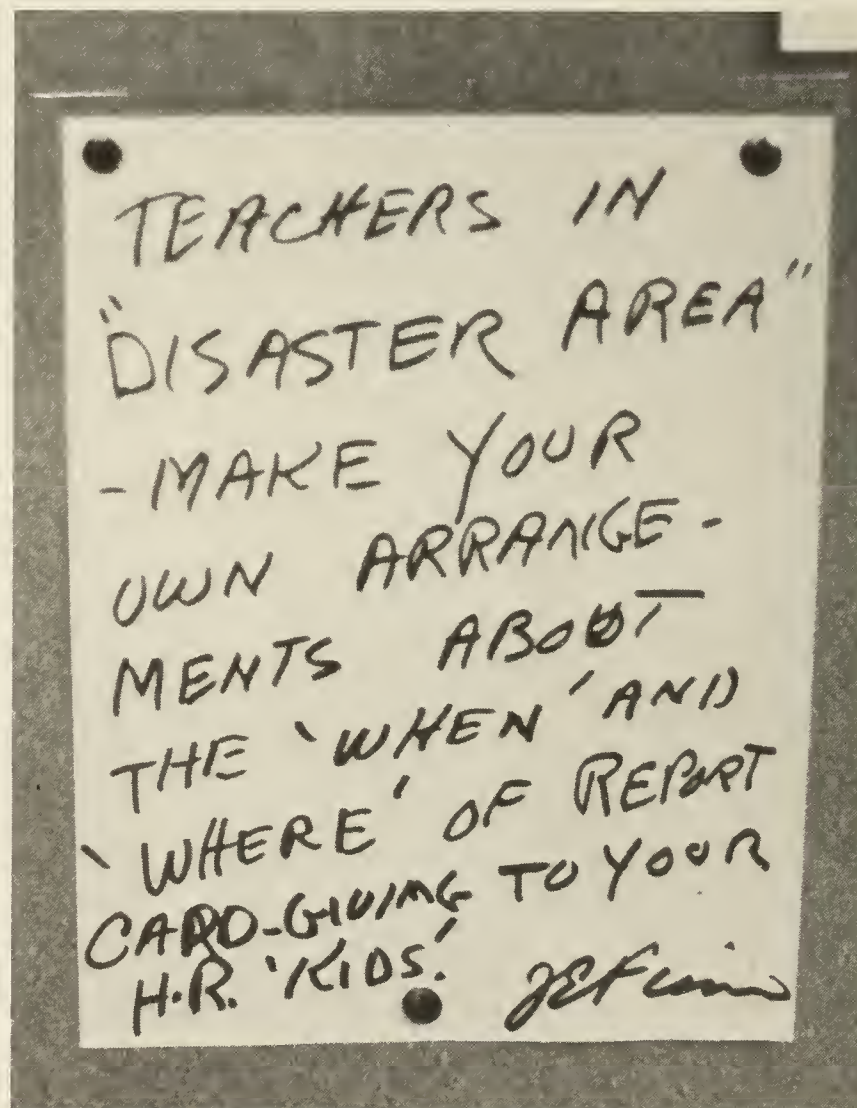 TEACHERS IN
"DISASTER AREA"
- MAKE YOUR
OWN ARRANGE-
MENTS ABOUT
THE 'WHEN' AND
'WHERE' OF REPORT
CARD-GIVING TO YOUR
H.R. 'KIDS.'